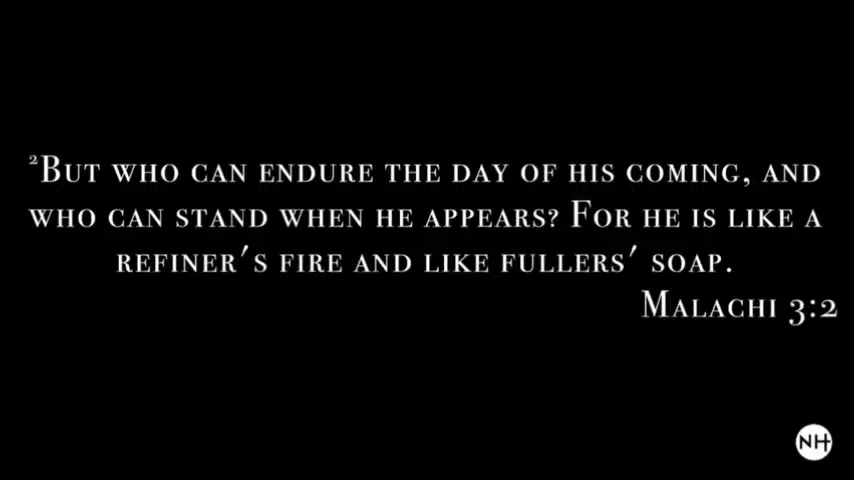 ²But who can endure the day of his coming, and
who can stand when he appears? For he is like a
refiner's fire and like fullers' soap.
Malachi 3:2
NH